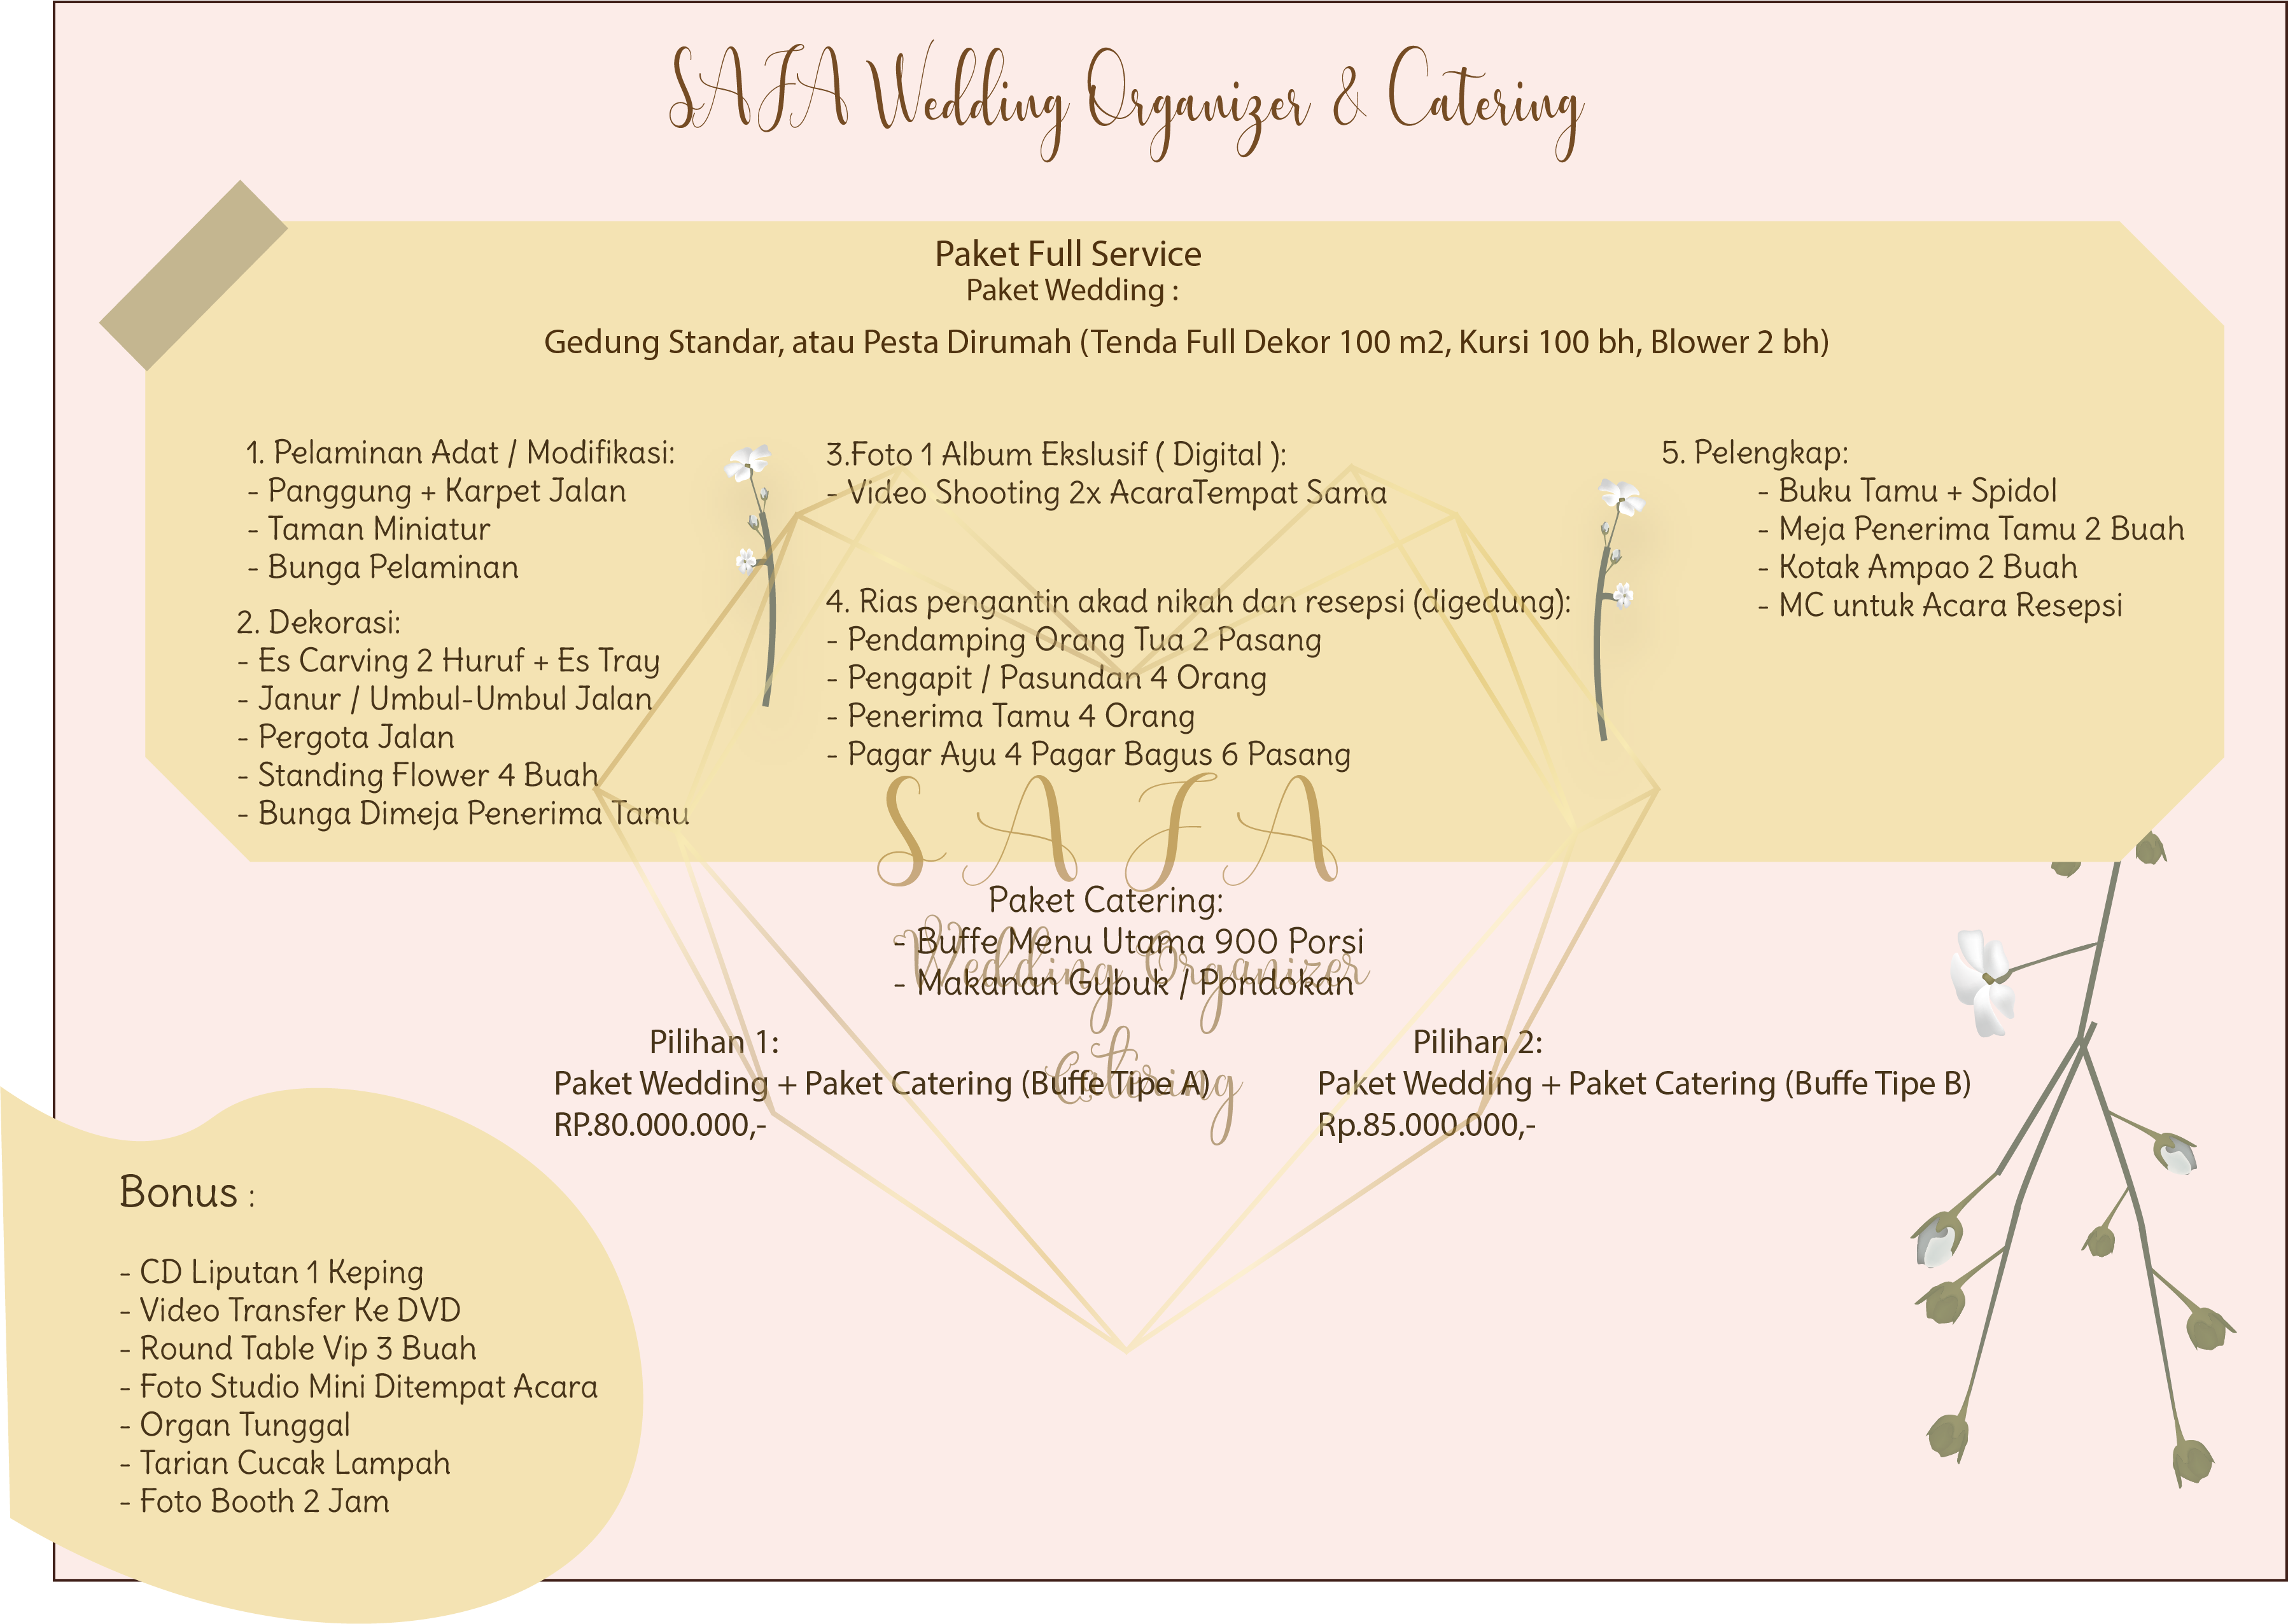 SAFA Wedding Organizer & Catering
Paket Full Service
Paket Wedding :
Gedung Standar, atau Pesta Dirumah (Tenda Full Dekor 100 m2, Kursi 100 bh, Blower 2 bh)
1. Pelaminan Adat / Modifikasi:
- Panggung + Karpet Jalan
- Taman Miniatur
- Bunga Pelaminan
2. Dekorasi:
- Es Carving 2 Huruf + Es Tray
- Janur / Umbul-Umbul Jalan
- Pergota Jalan
- Standing Flower 4 Buah
- Bunga Dimeja Penerima Tamu
3.Foto 1 Album Ekslusif ( Digital ):
- Video Shooting 2x AcaraTempat Sama
4. Rias pengantin akad nikah dan resepsi (digedung):
- Pendamping Orang Tua 2 Pasang
- Pengapit / Pasundan 4 Orang
- Penerima Tamu 4 Orang
- Pagar Ayu 4 Pagar Bagus 6 Pasang
5. Pelengkap:
- Buku Tamu + Spidol
- Meja Penerima Tamu 2 Buah
- Kotak Ampao 2 Buah
- MC untuk Acara Resepsi
SAFA
Wedding Organizer
Catering
Paket Catering:
- Buffe Menu Utama 900 Porsi
- Makanan Gubuk / Pondokan
Pilihan 1:
Paket Wedding + Paket Catering (Buffe Tipe A)
RP.80.000.000,-
Pilihan 2:
Paket Wedding + Paket Catering (Buffe Tipe B)
Rp.85.000.000,-
Bonus :
- CD Liputan 1 Keping
- Video Transfer Ke DVD
- Round Table Vip 3 Buah
- Foto Studio Mini Ditempat Acara
- Organ Tunggal
- Tarian Cucak Lampah
- Foto Booth 2 Jam